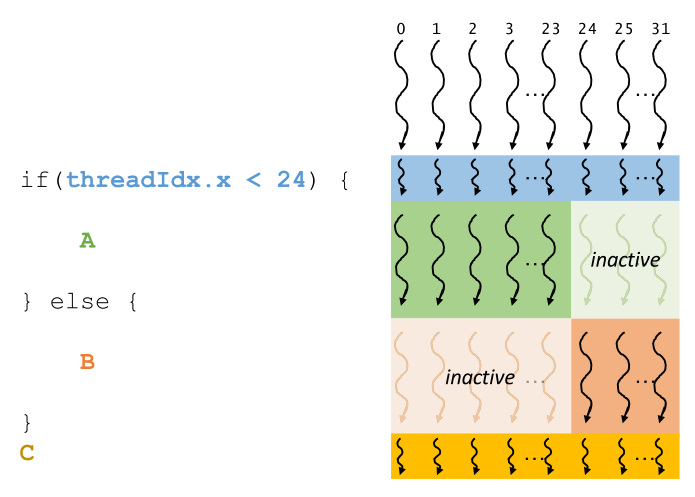 0 1 2 3 23 24 25 31
...
...
if(threadIdx.x < 24) {
...
...
A
inactive
...
} else {
B
inactive
...
...
}
C
...
...